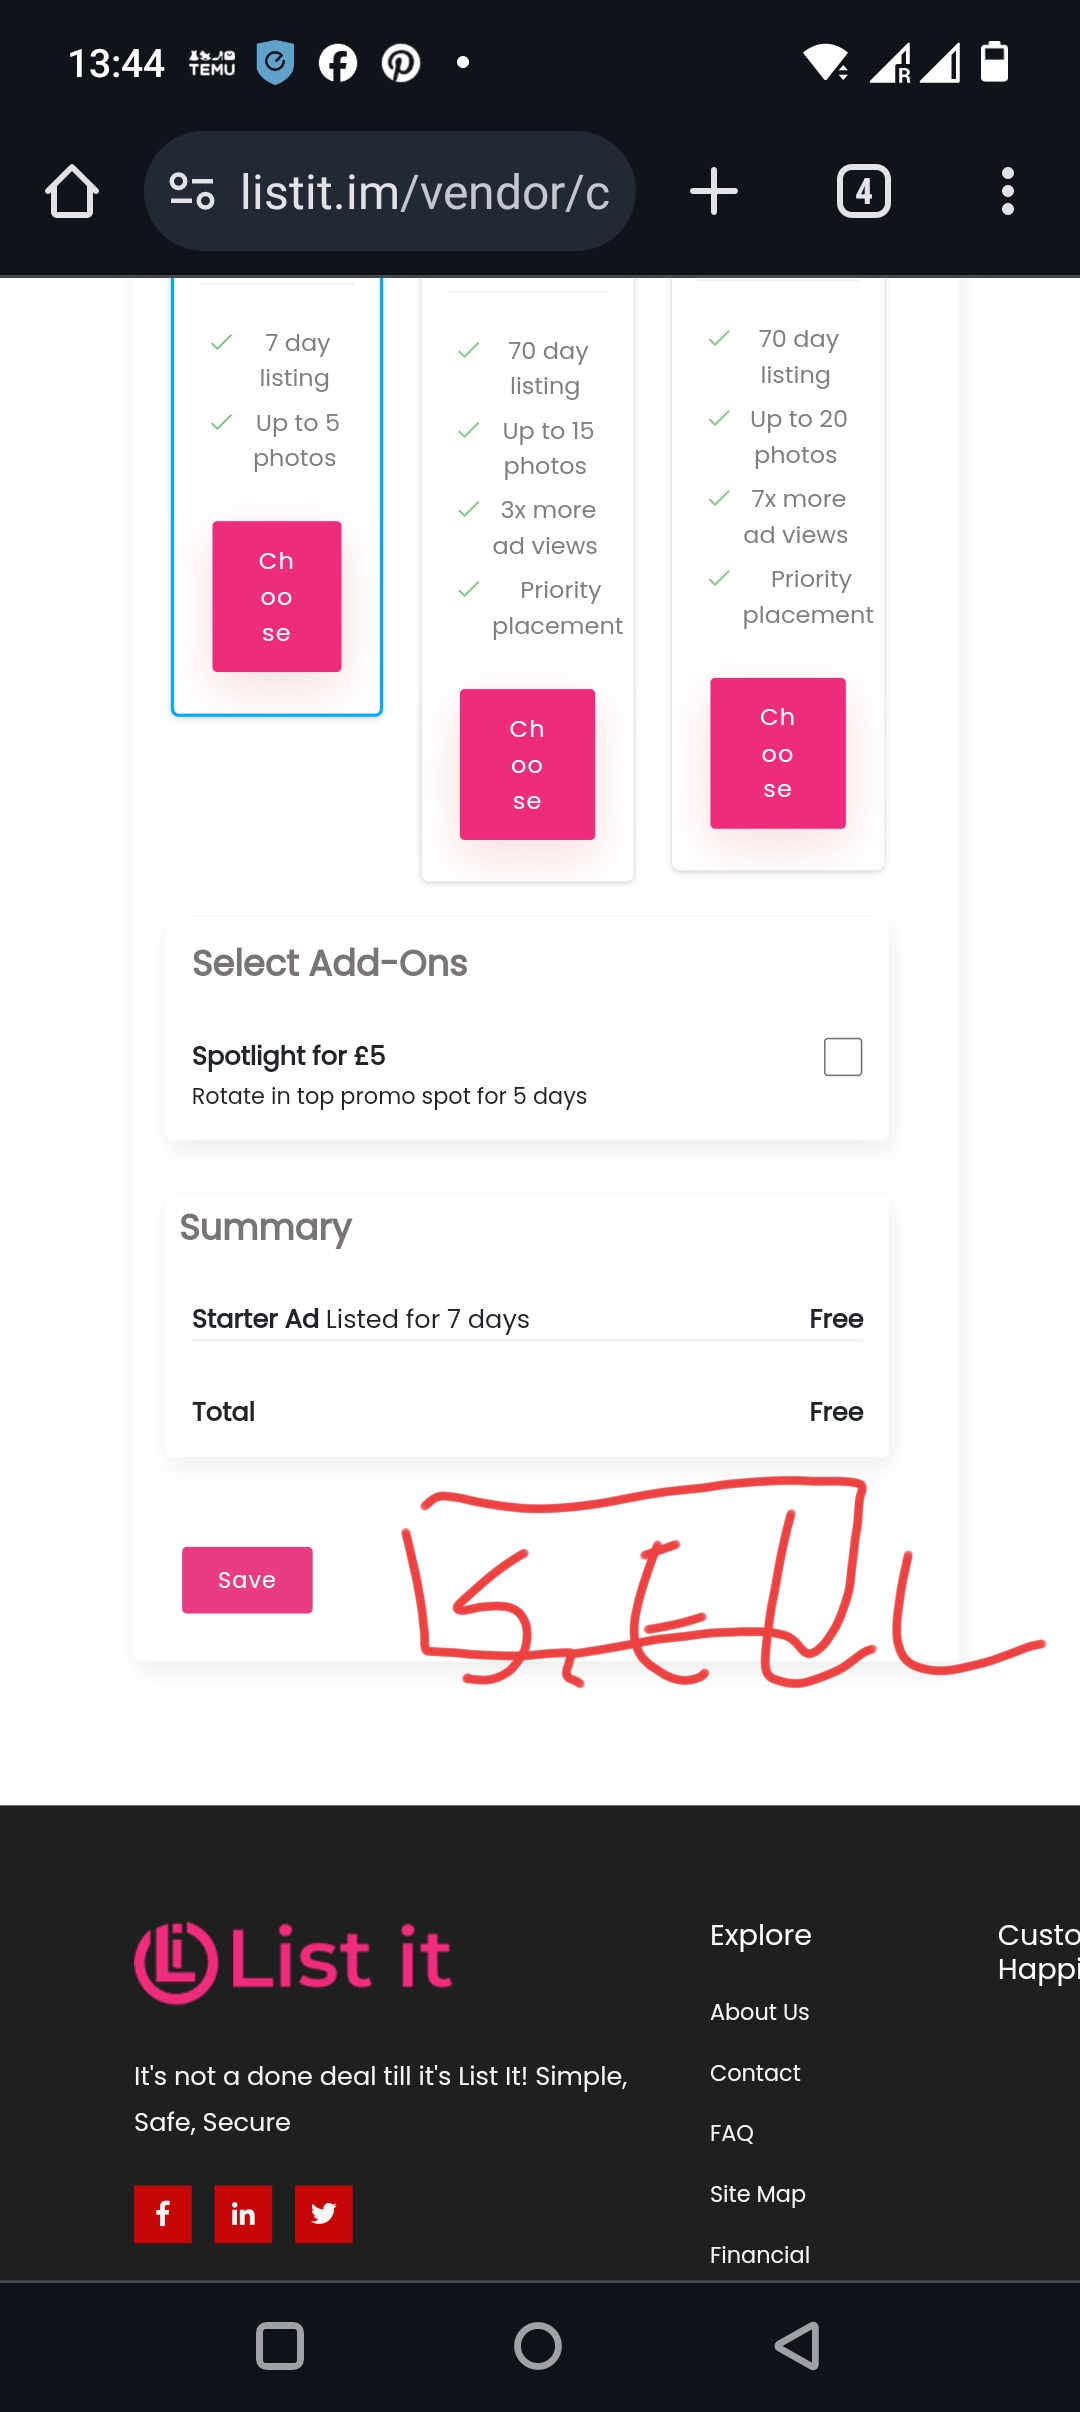 13:44
TEMU
listit.im/vendor/c
4
7 day
listing
Up to 5
photos
Ch
oo
se
70 day
listing
Up to 15
photos
3x more
ad views
Priority
placement
Ch
oo
se
70 day
listing
Up to 20
photos
7x more
ad views
Priority
placement
Ch
oo
se
Select Add-Ons
Spotlight for £5
Rotate in top promo spot for 5 days
Summary
Starter Ad Listed for 7 days Free
Total Free
Save
SELL
List it
It's not a done deal till it's List It! Simple,
Safe, Secure
Explore
About Us
Contact
FAQ
Site Map
Financial
Custo
Happi